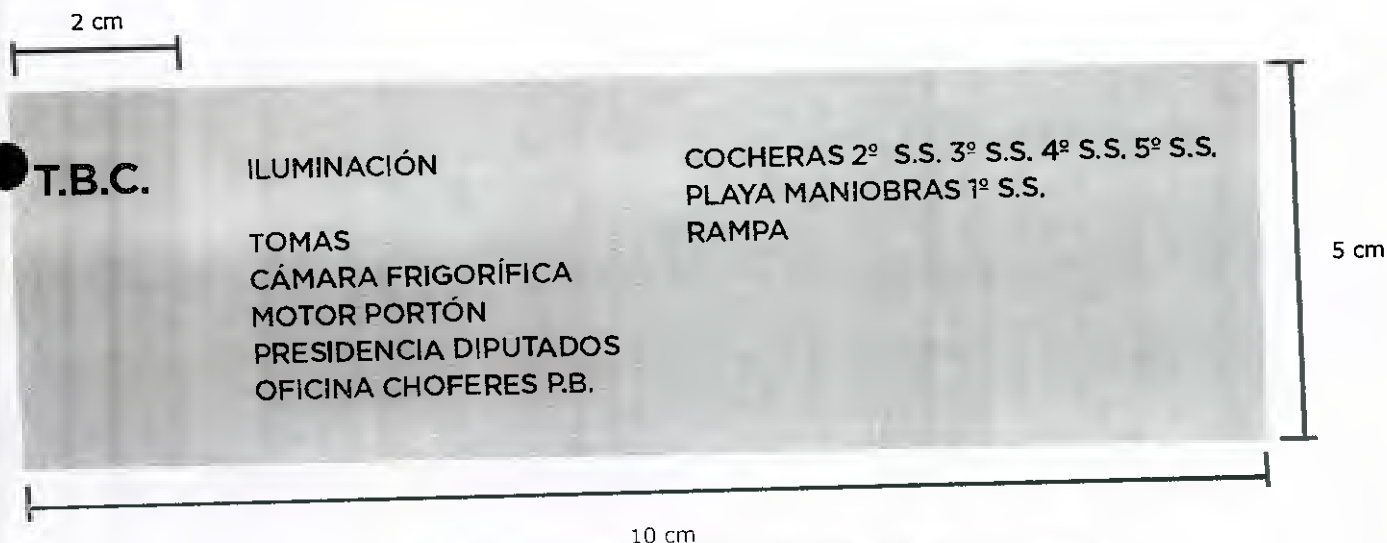 2 cm
T.B.C.
ILUMINACIÓN
TOMAS
CÁMARA FRIGORÍFICA
MOTOR PORTÓN
PRESIDENCIA DIPUTADOS
OFICINA CHOFERES P.B.
COCHERAS 2º S.S. 3º S.S. 4º S.S. 5º S.S.
PLAYA MANIOBRAS 1º S.S.
RAMPA
5 cm
10 cm